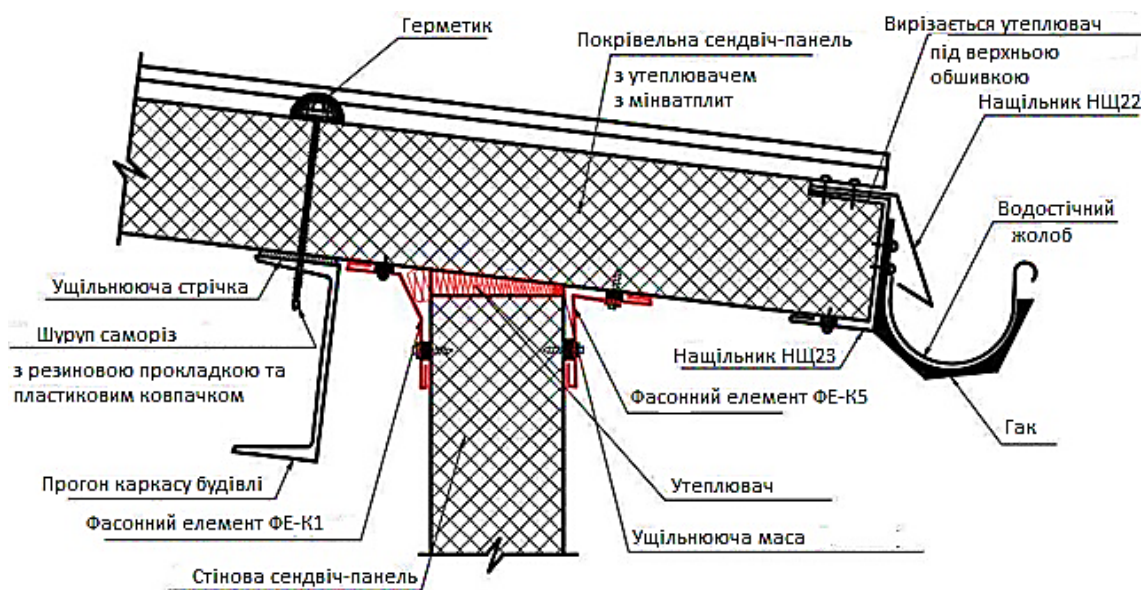 Герметик
Покрівельна сендвіч-панель
з утеплювачем
з мінватплит
Вирізається утеплювач
під верхньою
обшивкою
Нащільник НЩ22
Водостічний
жолоб
Ущільнююча стрічка
Шуруп саморіз
з резиновою прокладкою та
пластиковим ковпачком
Нащільник НЩ23
Фасонний елемент ФЕ-К5
Гак
Прогон каркасу будівлі
Утеплювач
Фасонний елемент ФЕ-К1
Ущільнююча маса
Стінова сендвіч-панель